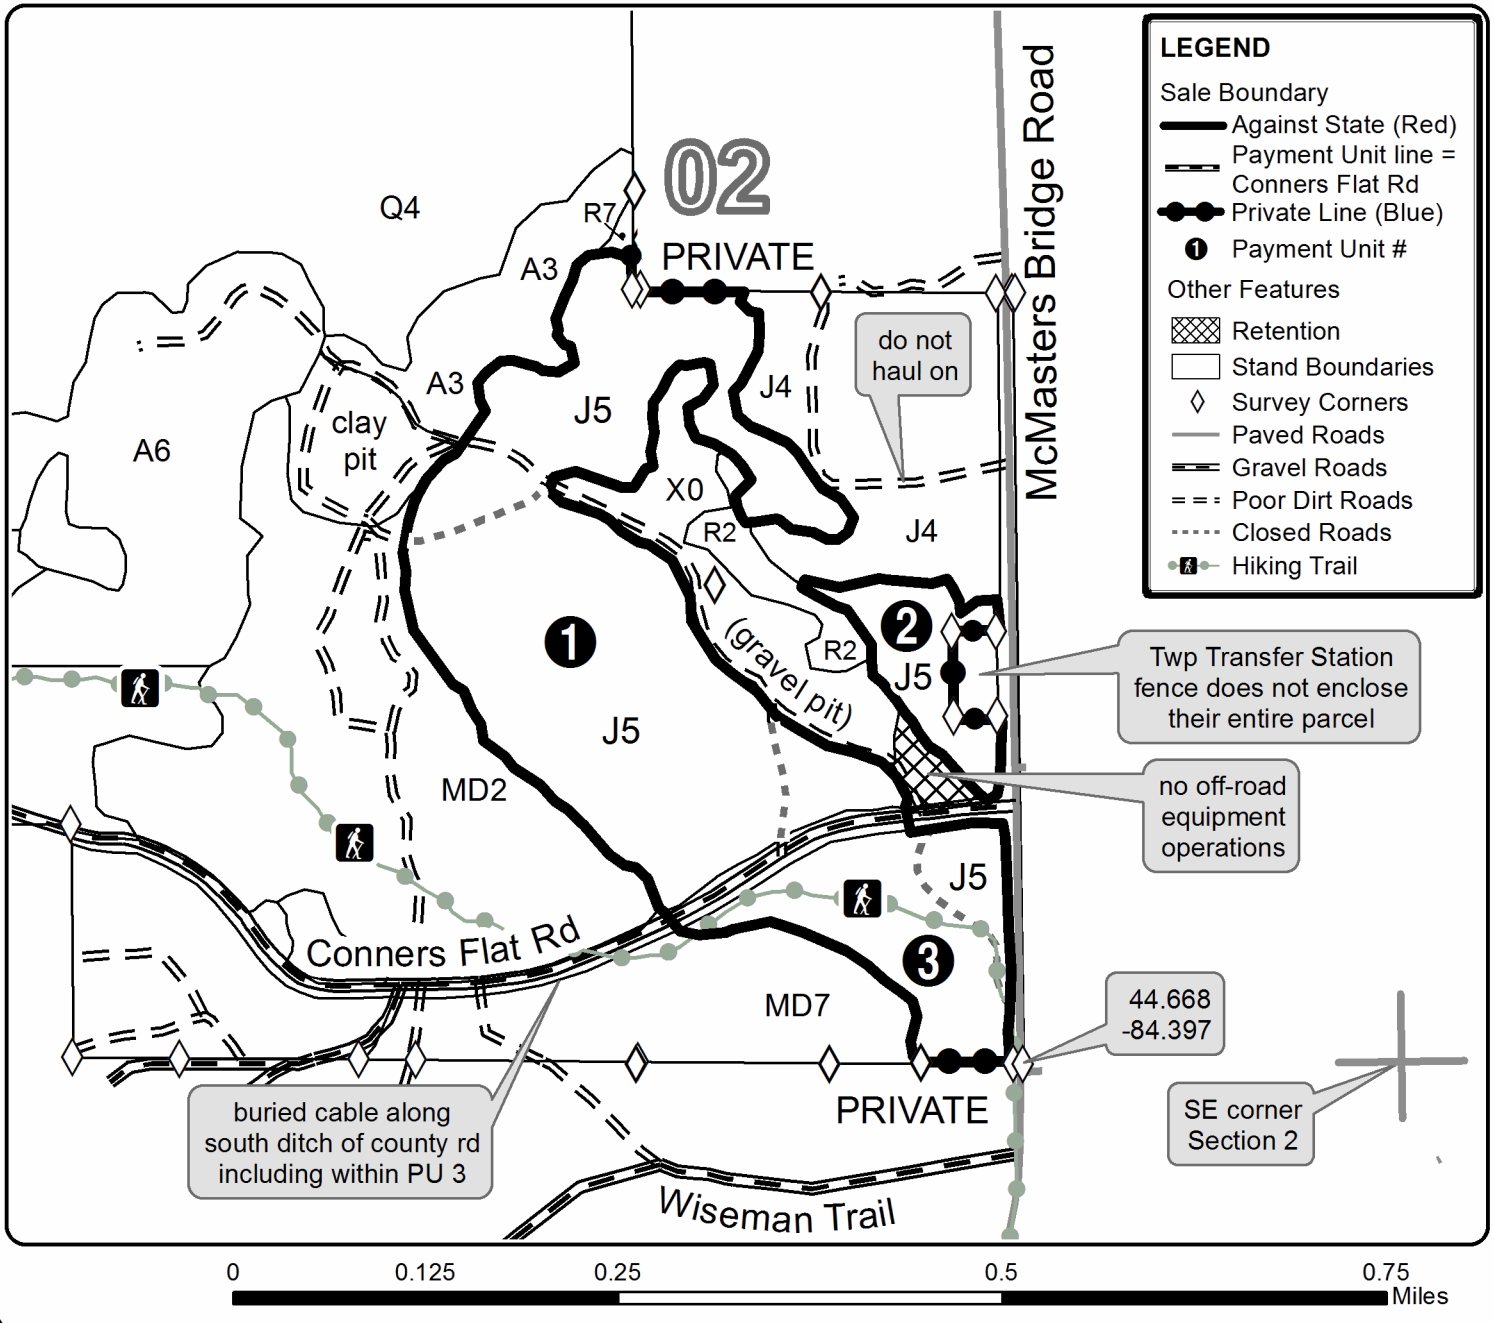 LEGEND
Sale Boundary
Against State (Red)
Payment Unit line =
Conners Flat Rd
Private Line (Blue)
1 Payment Unit #
Other Features
Retention
Stand Boundaries
Survey Corners
Paved Roads
Gravel Roads
Poor Dirt Roads
Closed Roads
Hiking Trail
02
McMasters Bridge Road
Q4
R7
PRIVATE
A3
do not
haul on
A3
J4
J5
clay
pit
A6
X0
R2
J4
1
2
(gravel pit)
R2
J5
Twp Transfer Station
fence does not enclose
their entire parcel
J5
MD2
no off-road
equipment
operations
J5
Conners Flat Rd
3
MD7
44.668
-84.397
PRIVATE
SE corner
Section 2
buried cable along
south ditch of county rd
including within PU 3
Wiseman Trail
0 0.125 0.25 0.5 0.75
Miles